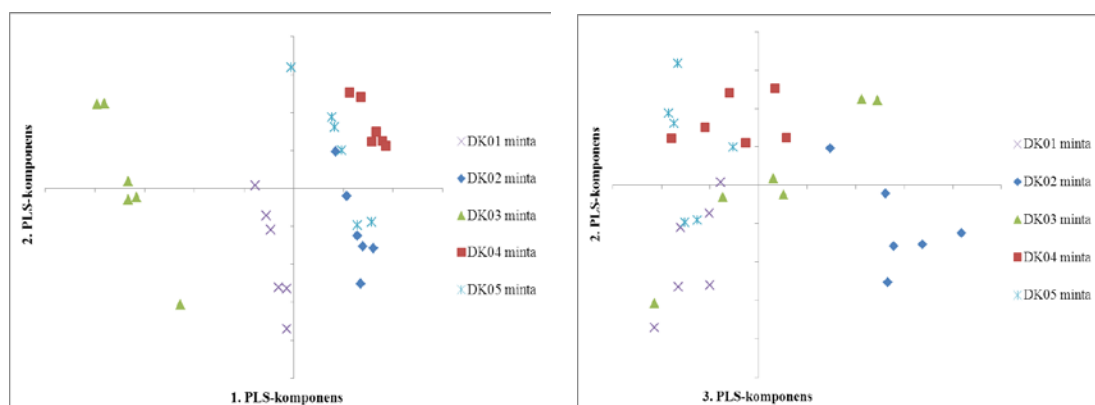 2. PLS-komponens
DK01 minta
DK02 minta
DK03 minta
DK04 minta
DK05 minta
1. PLS-komponens
2. PLS-komponens
DK01 minta
DK02 minta
DK03 minta
DK04 minta
DK05 minta
3. PLS-komponens